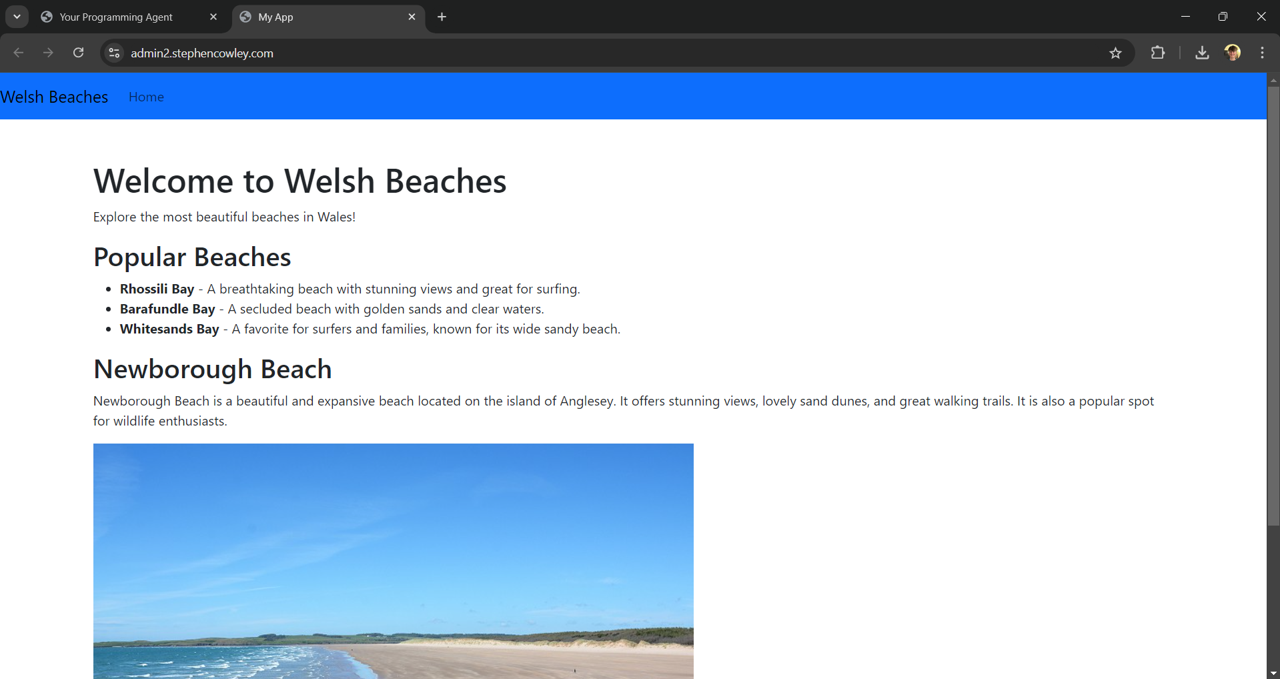 Your Programming Agent
My App
admin2.stephencowley.com
Welsh Beaches Home
Welcome to Welsh Beaches
Explore the most beautiful beaches in Wales!
Popular Beaches
• Rhossili Bay - A breathtaking beach with stunning views and great for surfing.
• Barafundle Bay - A secluded beach with golden sands and clear waters.
• Whitesands Bay - A favorite for surfers and families, known for its wide sandy beach.
Newborough Beach
Newborough Beach is a beautiful and expansive beach located on the island of Anglesey. It offers stunning views, lovely sand dunes, and great walking trails. It is also a popular spot
for wildlife enthusiasts.